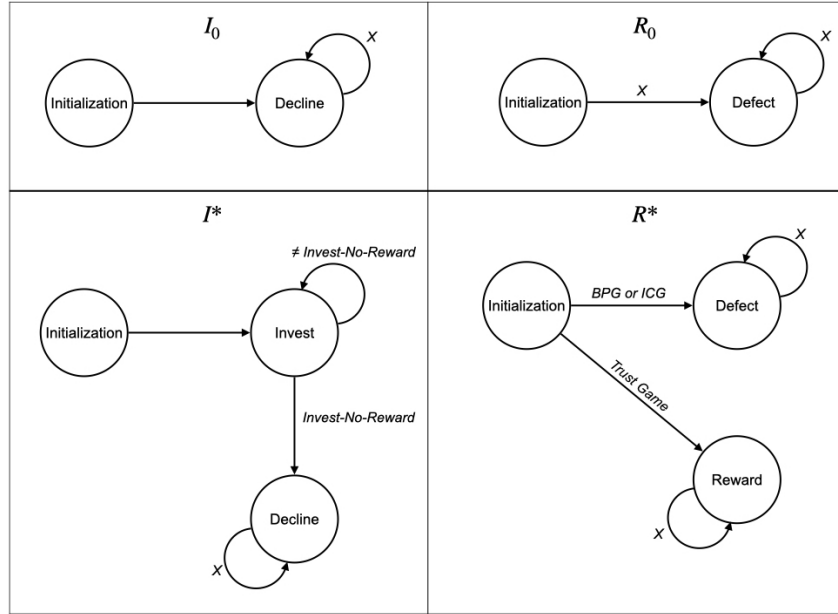 I₀
X
Initialization
Decline
R₀
X
Initialization
X
Defect
I*
≠ Invest-No-Reward
Initialization
Invest
Invest-No-Reward
Decline
X
R*
X
Initialization
BPG or ICG
Defect
Trust Game
Reward
X